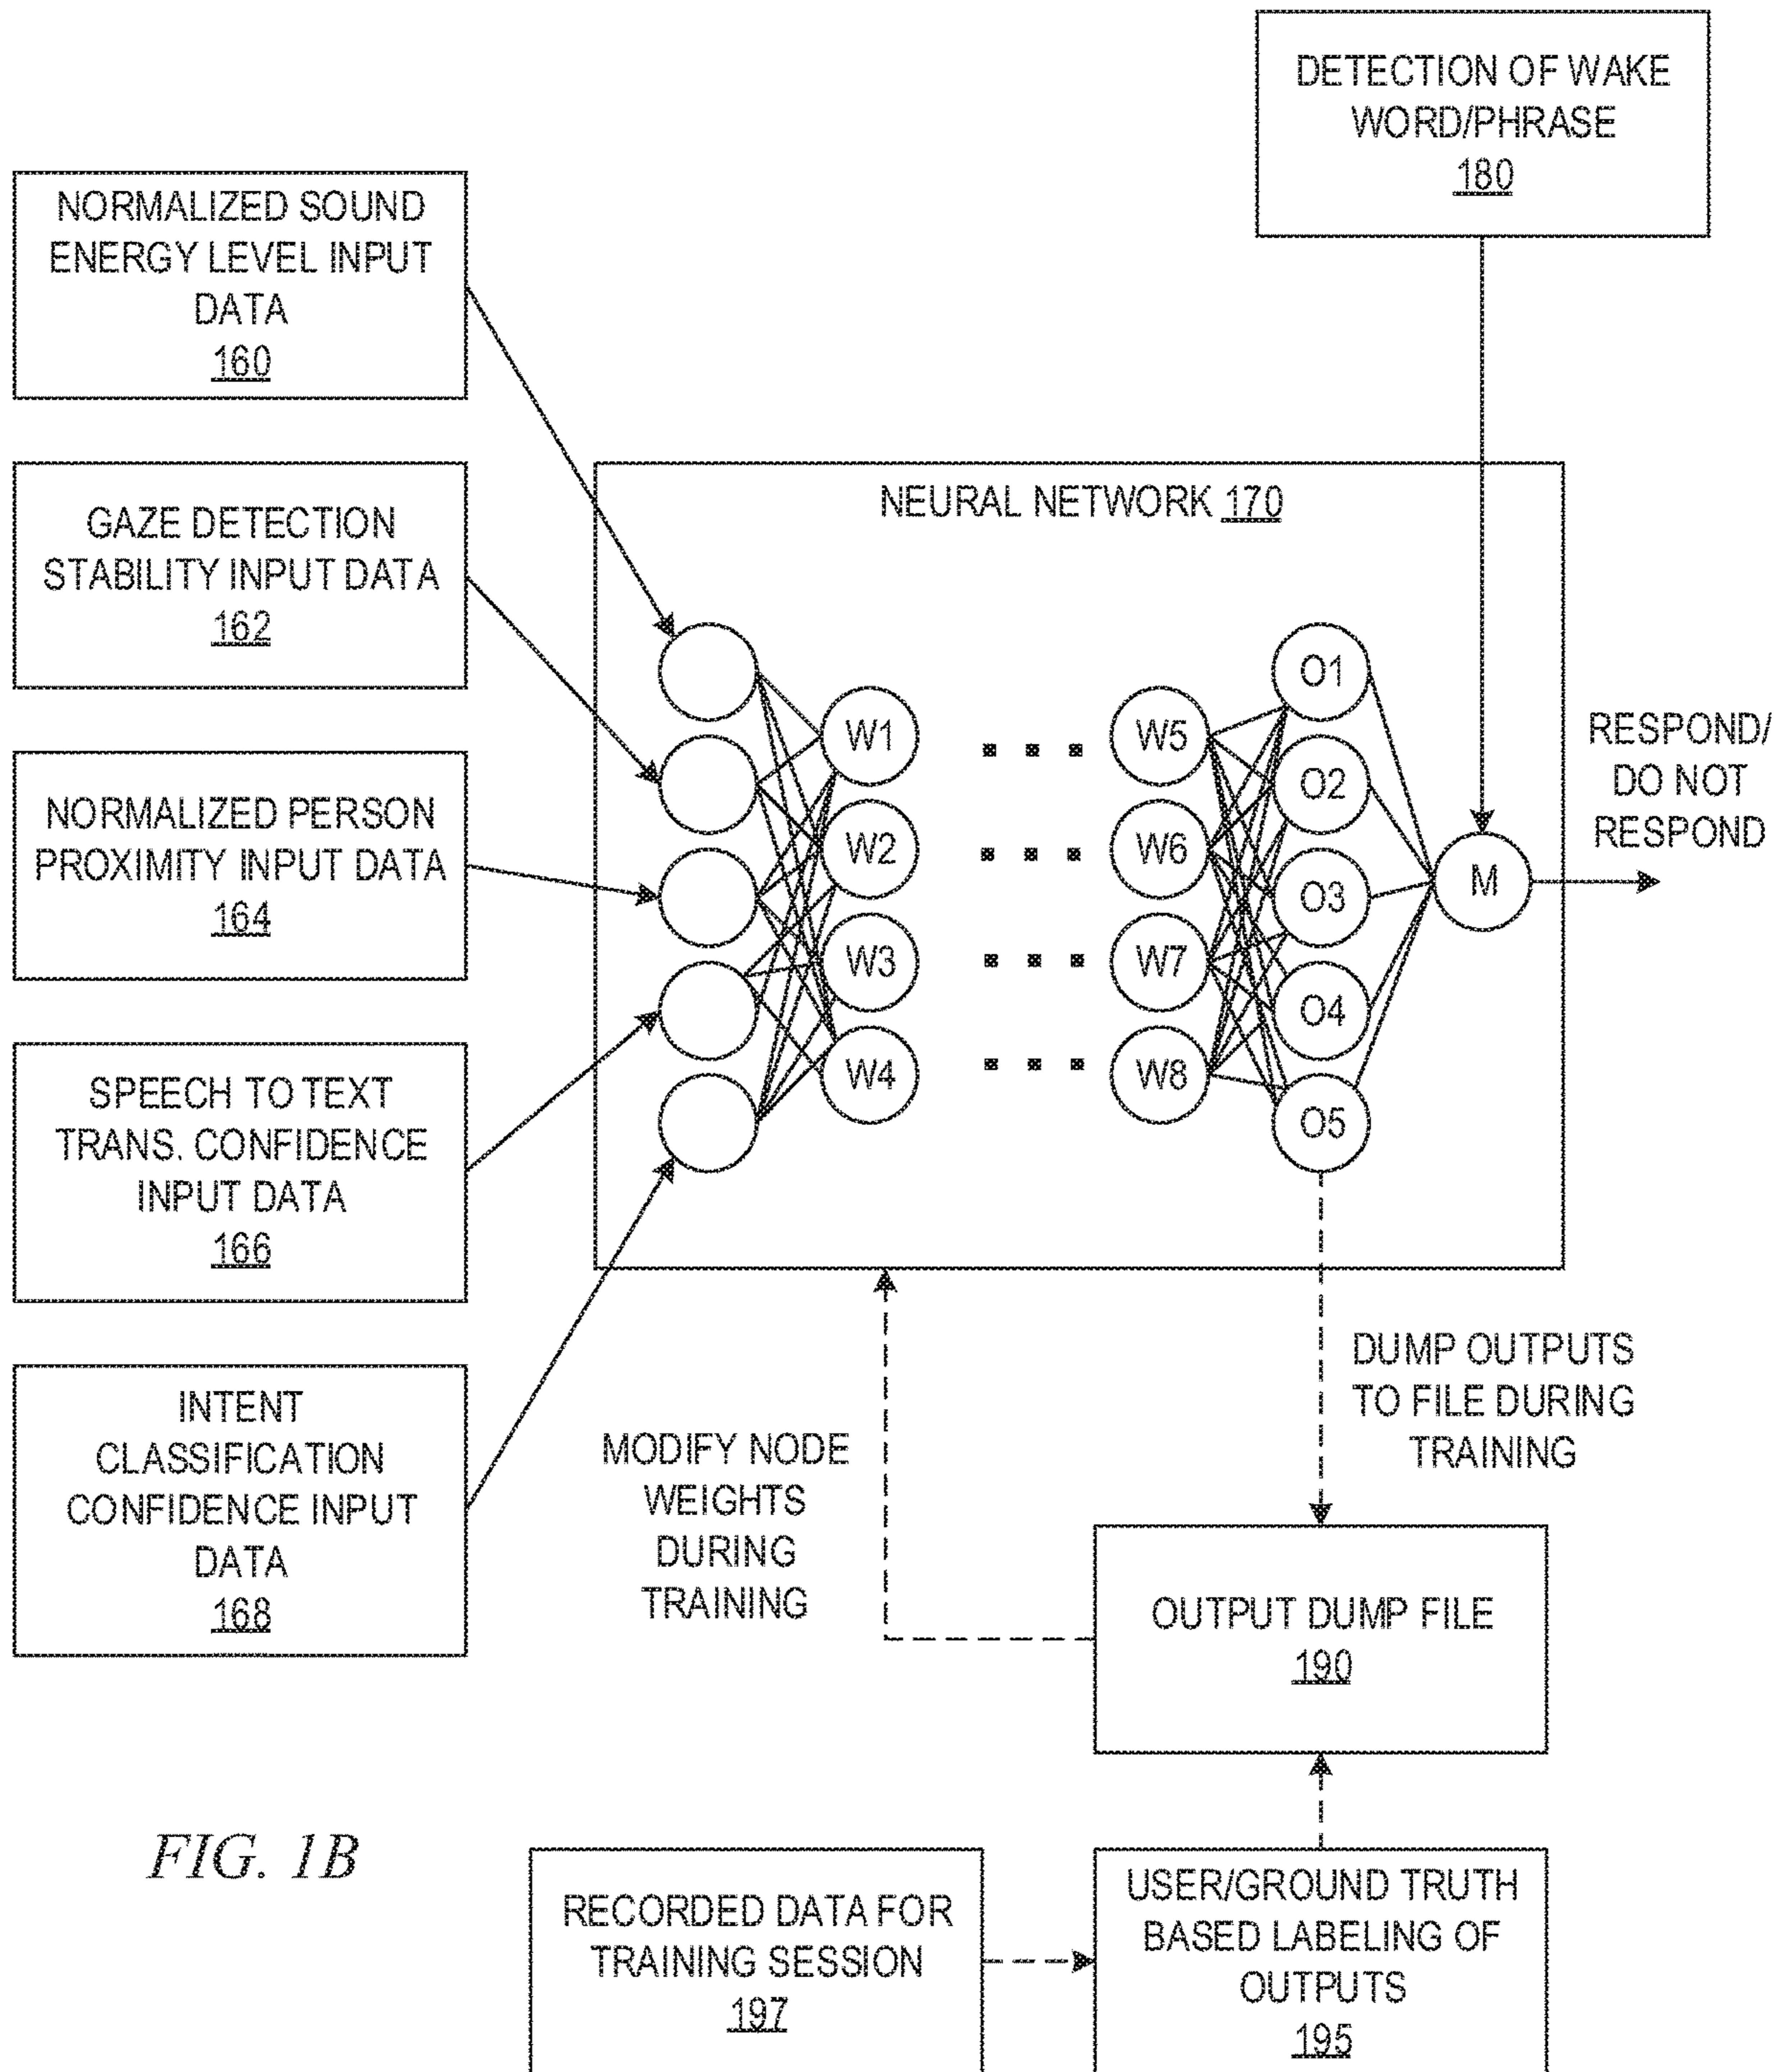 DETECTION OF WAKE
WORD/PHRASE
180
NORMALIZED SOUND
ENERGY LEVEL INPUT
DATA
160
GAZE DETECTION
STABILITY INPUT DATA
162
NORMALIZED PERSON
PROXIMITY INPUT DATA
164
SPEECH TO TEXT
TRANS. CONFIDENCE
INPUT DATA
166
INTENT
CLASSIFICATION
CONFIDENCE INPUT
DATA
168
NEURAL NETWORK 170
W1
W2
W3
W4
W5
W6
W7
W8
O1
O2
O3
O4
O5
M
RESPOND/
DO NOT
RESPOND
DUMP OUTPUTS
TO FILE DURING
TRAINING
MODIFY NODE
WEIGHTS
DURING
TRAINING
OUTPUT DUMP FILE
190
FIG. 1B
RECORDED DATA FOR
TRAINING SESSION
197
USER/GROUND TRUTH
BASED LABELING OF
OUTPUTS
195